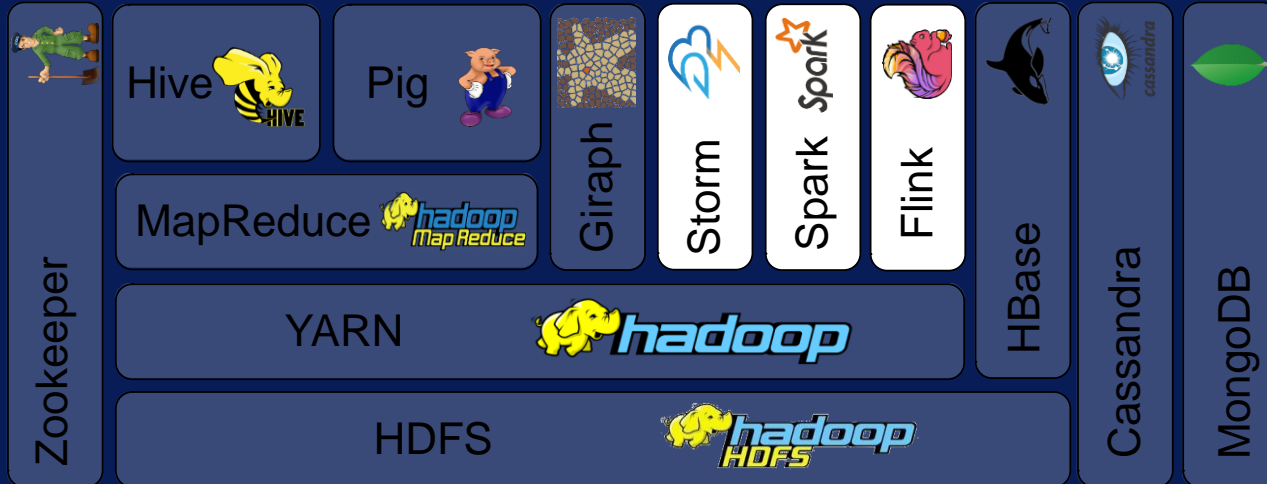 Zookeeper
Hive
HIVE
Pig
MapReduce
hadoop
Map Reduce
Giraph
Storm
Spark
Spark
Flink
YARN
hadoop
HDFS
hadoop
HDFS
HBase
cassandra
Cassandra
MongoDB